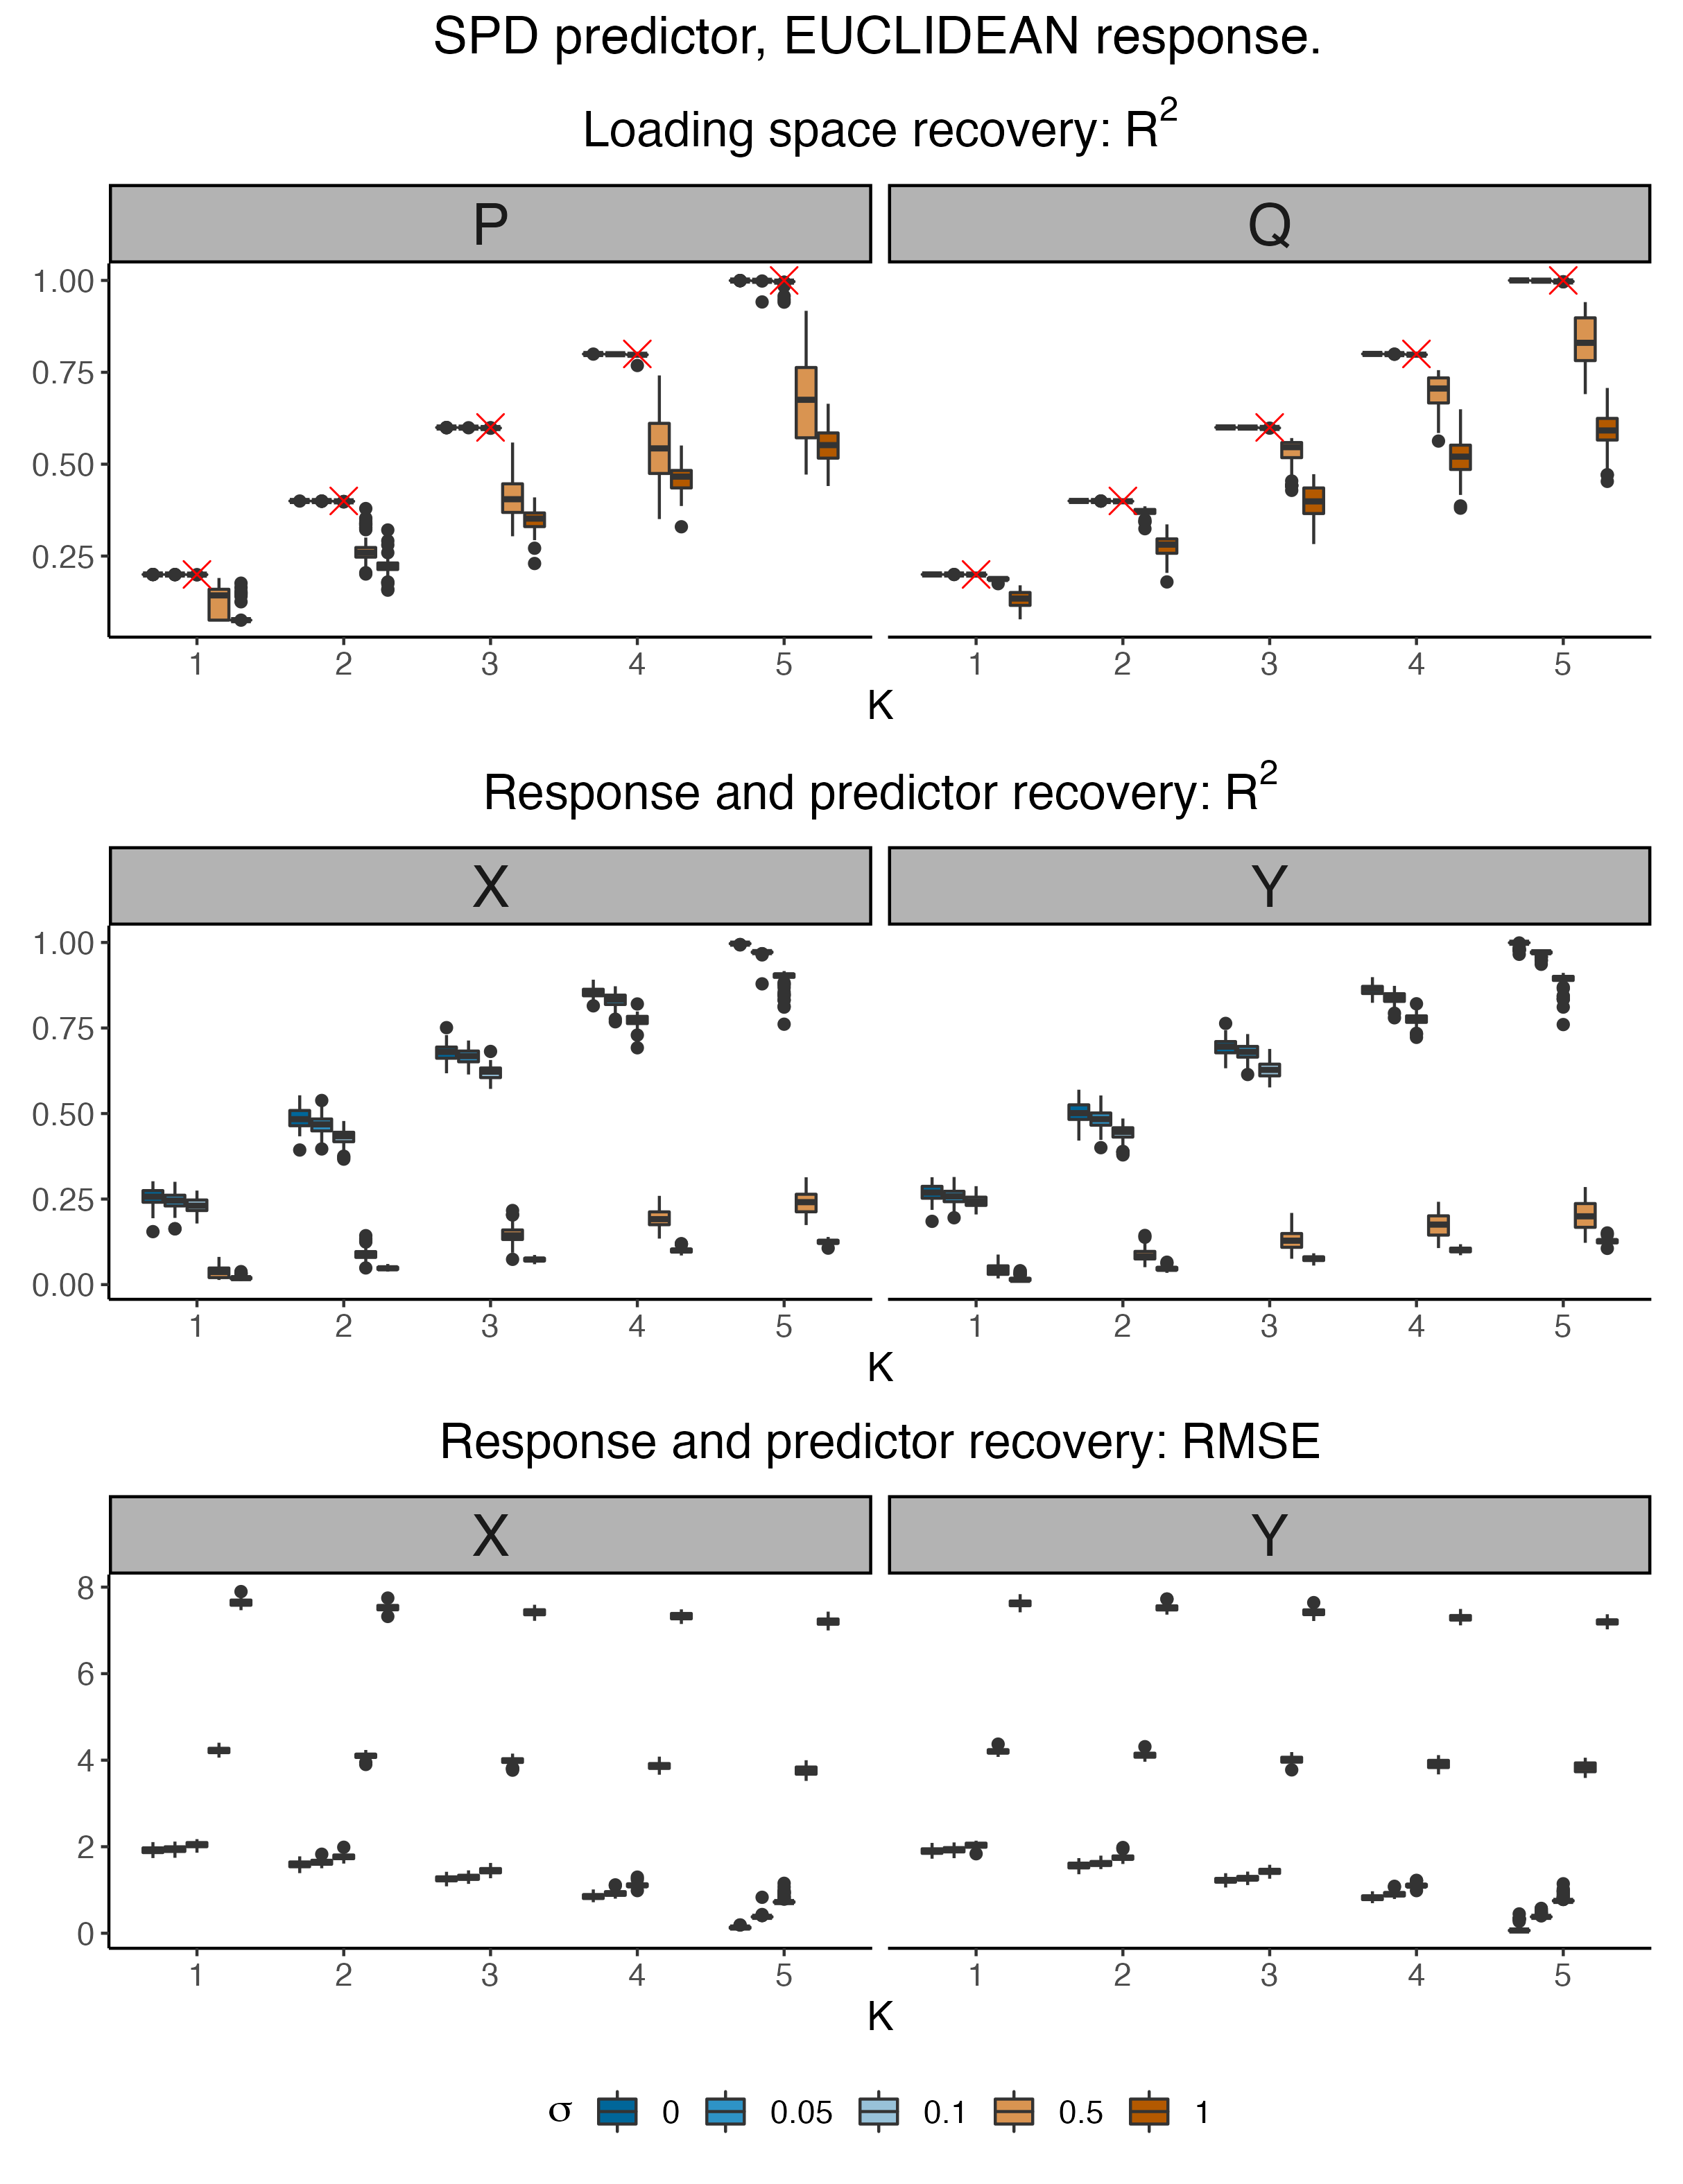 SPD predictor, EUCLIDEAN response.
Loading space recovery: R²
P Q
1.00
0.75
0.50
0.25
1 2 3 4 5 1 2 3 4 5
K
Response and predictor recovery: R²
X Y
1.00
0.75
0.50
0.25
0.00
1 2 3 4 5 1 2 3 4 5
K
Response and predictor recovery: RMSE
X Y
8
6
4
2
0
1 2 3 4 5 1 2 3 4 5
K
σ 0 0.05 0.1 0.5 1